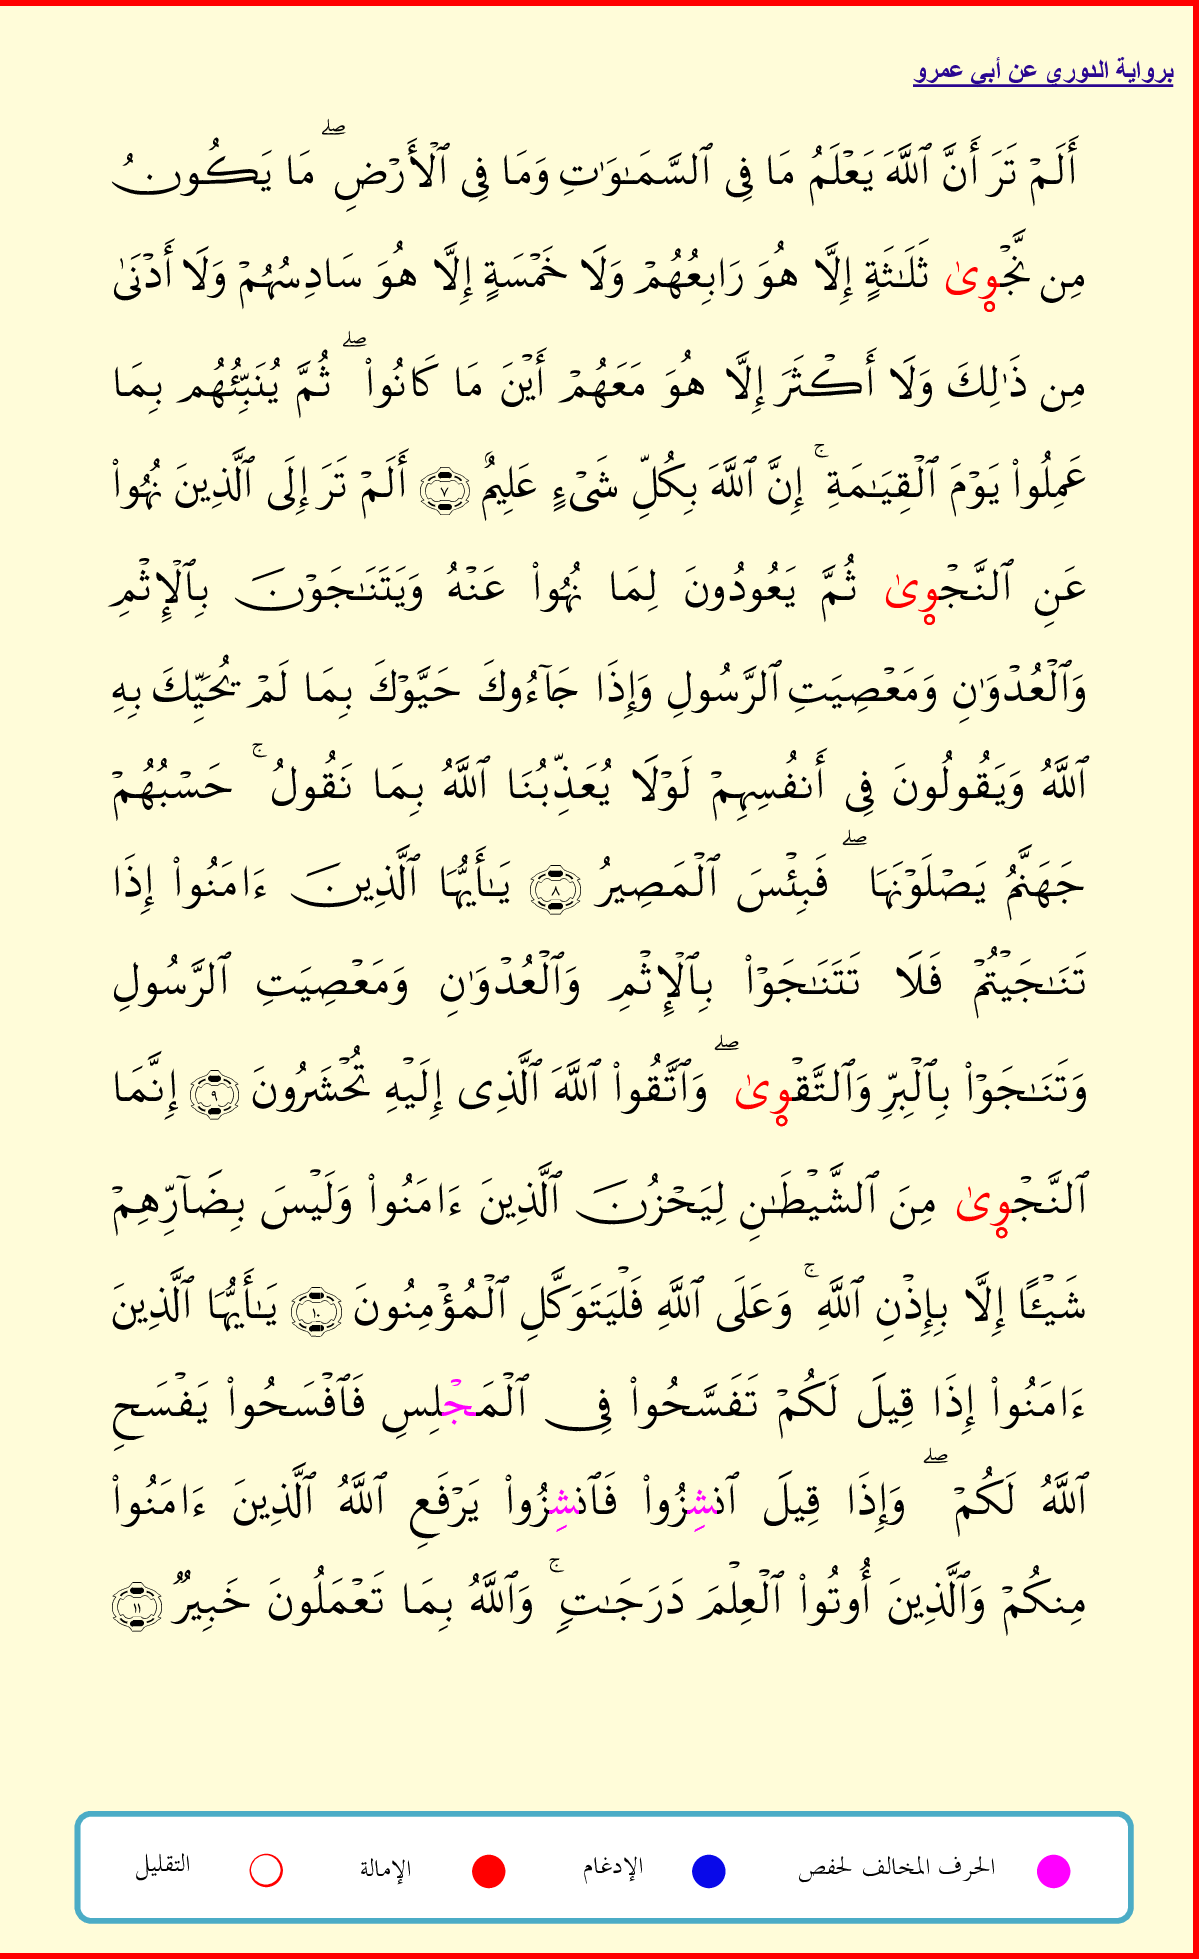 برواية الدوري عن أبي عمرو
أَلَمْ تَرَ أَنَّ ٱللَّهَ يَعْلَمُ مَا فِى ٱلسَّمَـٰوَٰتِ وَمَا فِى ٱلْأَرْضِ ۖ مَا يَكُونُ
مِن نَّجْوِىٰ ثَلَـٰثَةٍ إِلَّا هُوَ رَابِعُهُمْ وَلَا خَمْسَةٍ إِلَّا هُوَ سَادِسُهُمْ وَلَا أَدْنَىٰ
مِن ذَٰلِكَ وَلَا أَكْثَرَ إِلَّا هُوَ مَعَهُمْ أَيْنَ مَا كَانُوا۟ ۖ ثُمَّ يُنَبِّئُهُم بِمَا
عَمِلُوا۟ يَوْمَ ٱلْقِيَـٰمَةِ ۚ إِنَّ ٱللَّهَ بِكُلِّ شَىْءٍ عَلِيمٌ ٧ أَلَمْ تَرَ إِلَى ٱلَّذِينَ نُهُوا۟
عَنِ ٱلنَّجْوِىٰ ثُمَّ يَعُودُونَ لِمَا نُهُوا۟ عَنْهُ وَيَتَنَـٰجَوْنَ بِٱلْإِثْمِ
وَٱلْعُدْوَٰنِ وَمَعْصِيَتِ ٱلرَّسُولِ وَإِذَا جَآءُوكَ حَيَّوْكَ بِمَا لَمْ يُحَيِّكَ بِهِ
ٱللَّهُ وَيَقُولُونَ فِى أَنفُسِهِمْ لَوْلَا يُعَذِّبُنَا ٱللَّهُ بِمَا نَقُولُ ۚ حَسْبُهُمْ
جَهَنَّمُ يَصْلَوْنَهَا ۖ فَبِئْسَ ٱلْمَصِيرُ ٨ يَـٰأَيُّهَا ٱلَّذِينَ ءَامَنُوا۟ إِذَا
تَنَـٰجَيْتُمْ فَلَا تَتَنَـٰجَوْا۟ بِٱلْإِثْمِ وَٱلْعُدْوَٰنِ وَمَعْصِيَتِ ٱلرَّسُولِ
وَتَنَـٰجَوْا۟ بِٱلْبِرِّ وَٱلتَّقْوِىٰ ۖ وَٱتَّقُوا۟ ٱللَّهَ ٱلَّذِى إِلَيْهِ تُحْشَرُونَ ٩ إِنَّمَا
ٱلنَّجْوِىٰ مِنَ ٱلشَّيْطَـٰنِ لِيَحْزُنَ ٱلَّذِينَ ءَامَنُوا۟ وَلَيْسَ بِضَآرِّهِمْ
شَيْـًٔا إِلَّا بِإِذْنِ ٱللَّهِ ۚ وَعَلَى ٱللَّهِ فَلْيَتَوَكَّلِ ٱلْمُؤْمِنُونَ ١٠ يَـٰأَيُّهَا ٱلَّذِينَ
ءَامَنُوا۟ إِذَا قِيلَ لَكُمْ تَفَسَّحُوا۟ فِى ٱلْمَجْلِسِ فَٱفْسَحُوا۟ يَفْسَحِ
ٱللَّهُ لَكُمْ ۖ وَإِذَا قِيلَ ٱنشِزُوا۟ فَٱنشِزُوا۟ يَرْفَعِ ٱللَّهُ ٱلَّذِينَ ءَامَنُوا۟
مِنكُمْ وَٱلَّذِينَ أُوتُوا۟ ٱلْعِلْمَ دَرَجَـٰتٍ ۚ وَٱللَّهُ بِمَا تَعْمَلُونَ خَبِيرٌ ١١
الحرف المخالف لحفص الإدغام الإمالة التقليل